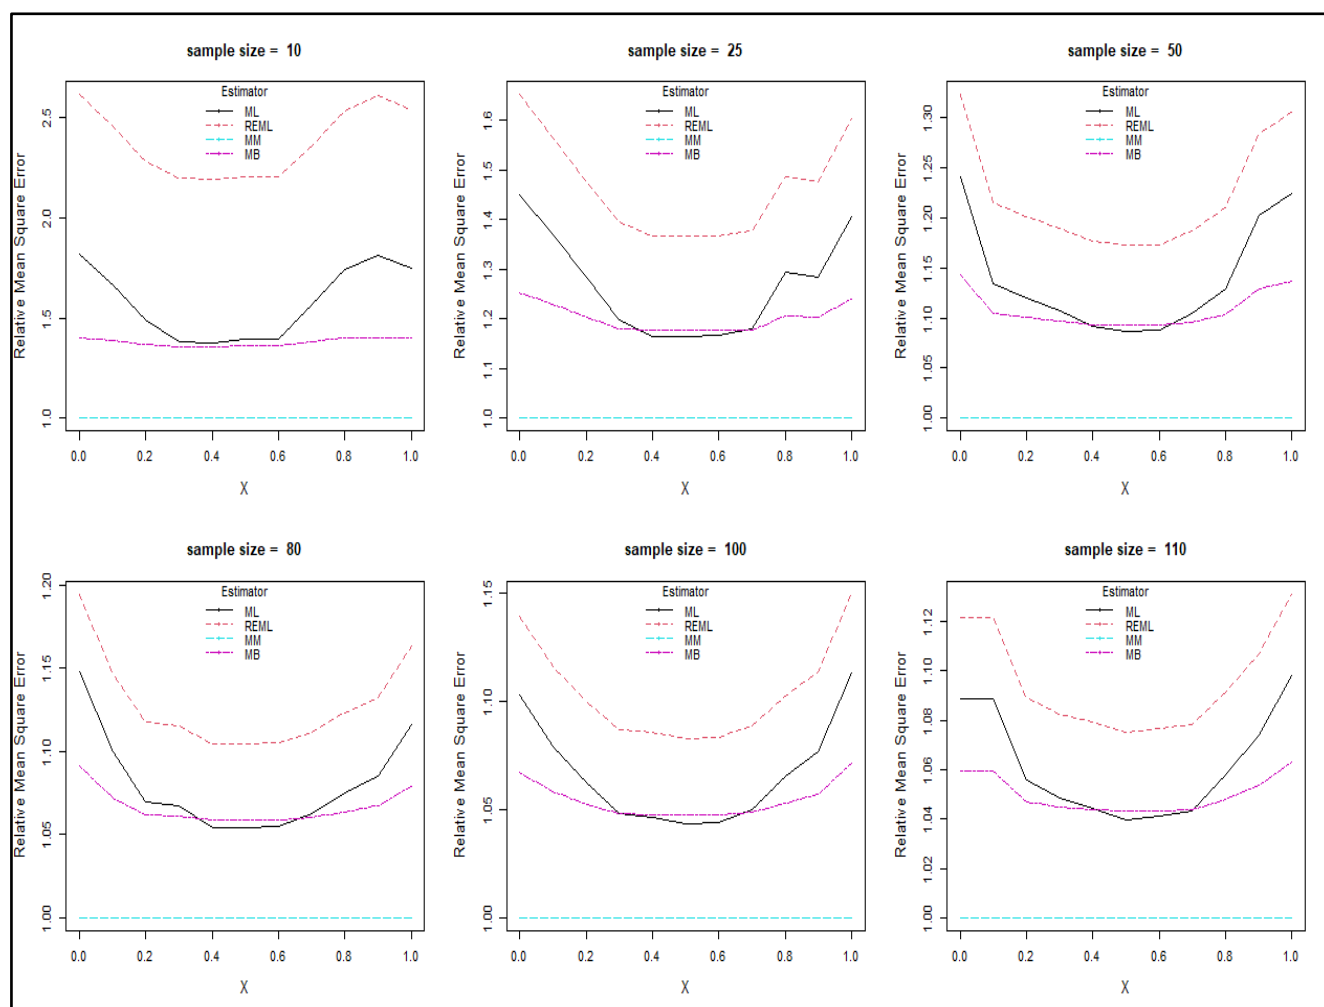 sample size = 10
Relative Mean Square Error
2.5
2.0
1.5
1.0
Estimator
ML
REML
MM
MB
0.0 0.2 0.4 0.6 0.8 1.0
X
sample size = 25
Relative Mean Square Error
1.6
1.5
1.4
1.3
1.2
1.1
1.0
Estimator
ML
REML
MM
MB
0.0 0.2 0.4 0.6 0.8 1.0
X
sample size = 50
Relative Mean Square Error
1.30
1.25
1.20
1.15
1.10
1.05
1.00
Estimator
ML
REML
MM
MB
0.0 0.2 0.4 0.6 0.8 1.0
X
sample size = 80
Relative Mean Square Error
1.20
1.15
1.10
1.05
1.00
Estimator
ML
REML
MM
MB
0.0 0.2 0.4 0.6 0.8 1.0
X
sample size = 100
Relative Mean Square Error
1.15
1.10
1.05
1.00
Estimator
ML
REML
MM
MB
0.0 0.2 0.4 0.6 0.8 1.0
X
sample size = 110
Relative Mean Square Error
1.12
1.10
1.08
1.06
1.04
1.02
1.00
Estimator
ML
REML
MM
MB
0.0 0.2 0.4 0.6 0.8 1.0
X